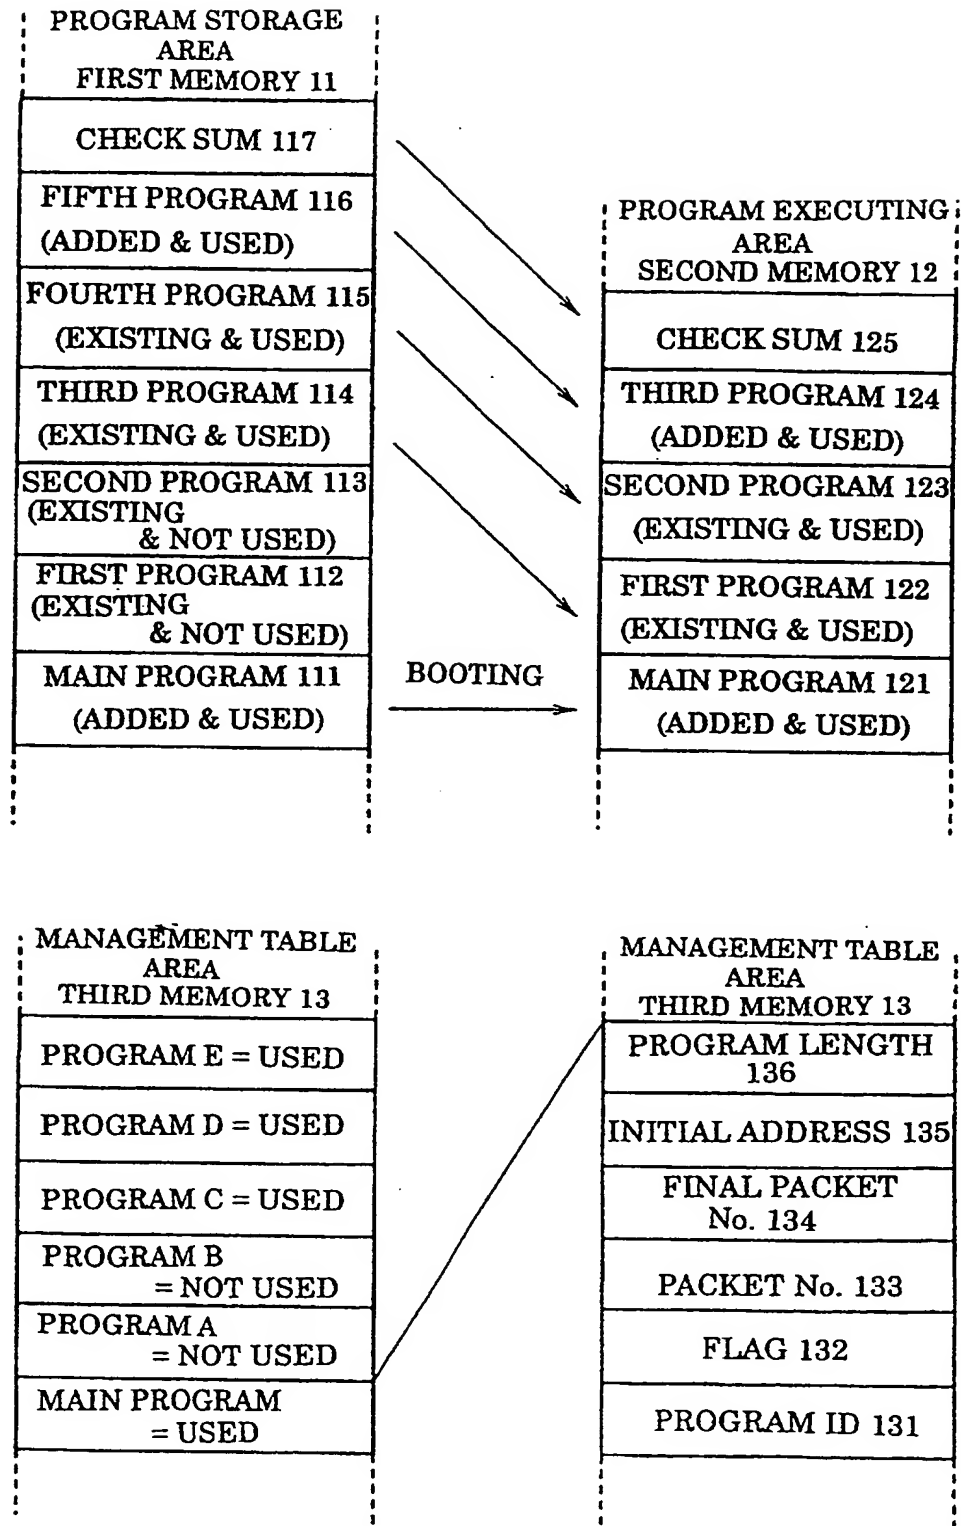 PROGRAM STORAGE
AREA
FIRST MEMORY 11
CHECK SUM 117
FIFTH PROGRAM 116
(ADDED & USED)
FOURTH PROGRAM 115
(EXISTING & USED)
THIRD PROGRAM 114
(EXISTING & USED)
SECOND PROGRAM 113
(EXISTING
& NOT USED)
FIRST PROGRAM 112
(EXISTING
& NOT USED)
MAIN PROGRAM 111
(ADDED & USED)
BOOTING
PROGRAM EXECUTING
AREA
SECOND MEMORY 12
CHECK SUM 125
THIRD PROGRAM 124
(ADDED & USED)
SECOND PROGRAM 123
(EXISTING & USED)
FIRST PROGRAM 122
(EXISTING & USED)
MAIN PROGRAM 121
(ADDED & USED)
MANAGEMENT TABLE
AREA
THIRD MEMORY 13
PROGRAM E = USED
PROGRAM D = USED
PROGRAM C = USED
PROGRAM B
= NOT USED
PROGRAM A
= NOT USED
MAIN PROGRAM
= USED
MANAGEMENT TABLE
AREA
THIRD MEMORY 13
PROGRAM LENGTH
136
INITIAL ADDRESS 135
FINAL PACKET
No. 134
PACKET No. 133
FLAG 132
PROGRAM ID 131